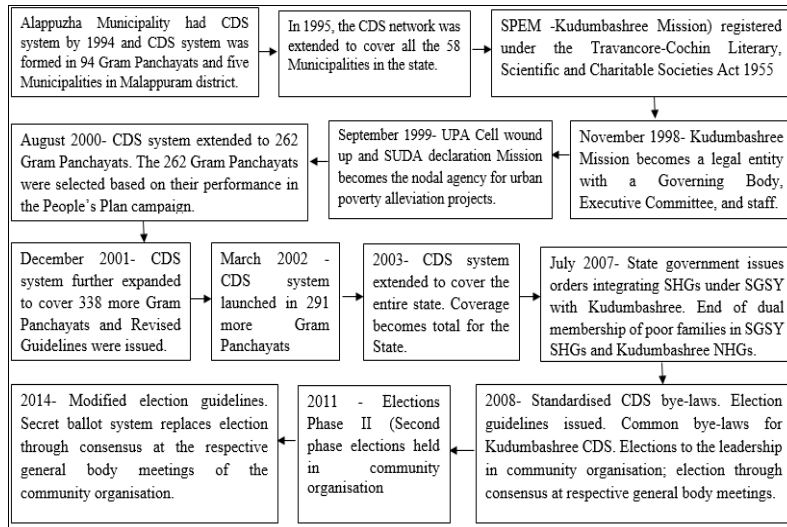 Alappuzha Municipality had CDS
system by 1994 and CDS system was
formed in 94 Gram Panchayats and five
Municipalities in Malappuram district.
In 1995, the CDS network was
extended to cover all the 58
Municipalities in the state.
SPEM -Kudumbashree Mission) registered
under the Travancore-Cochin Literary,
Scientific and Charitable Societies Act 1955
November 1998- Kudumbashree
Mission becomes a legal entity
with a Governing Body,
Executive Committee, and staff.
September 1999- UPA Cell wound
up and SUDA declaration Mission
becomes the nodal agency for urban
poverty alleviation projects.
August 2000- CDS system extended to 262
Gram Panchayats. The 262 Gram Panchayats
were selected based on their performance in
the People’s Plan campaign.
December 2001- CDS
system further expanded
to cover 338 more Gram
Panchayats and Revised
Guidelines were issued.
March 2002 -
CDS system
launched in 291
more Gram
Panchayats
2003- CDS system
extended to cover the
entire state. Coverage
becomes total for the
State.
July 2007- State government issues
orders integrating SHGs under SGSY
with Kudumbashree. End of dual
membership of poor families in SGSY
SHGs and Kudumbashree NHGs.
2008- Standardised CDS bye-laws. Election
guidelines issued. Common bye-laws for
Kudumbashree CDS. Elections to the leadership
in community organisation; election through
consensus at respective general body meetings.
2011 - Elections
Phase II (Second
phase elections held
in community
organisation
2014- Modified election guidelines.
Secret ballot system replaces election
through consensus at the respective
general body meetings of the
community organisation.